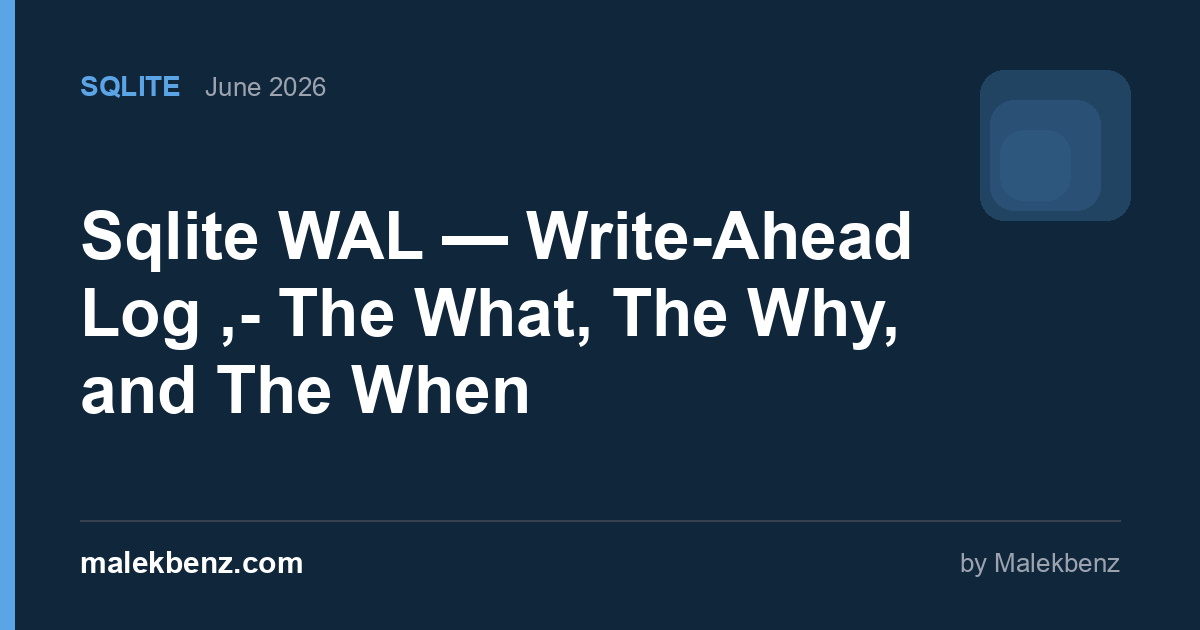 SQLITE June 2026
Sqlite WAL — Write-Ahead
Log ,- The What, The Why,
and The When
malekbenz.com by Malekbenz